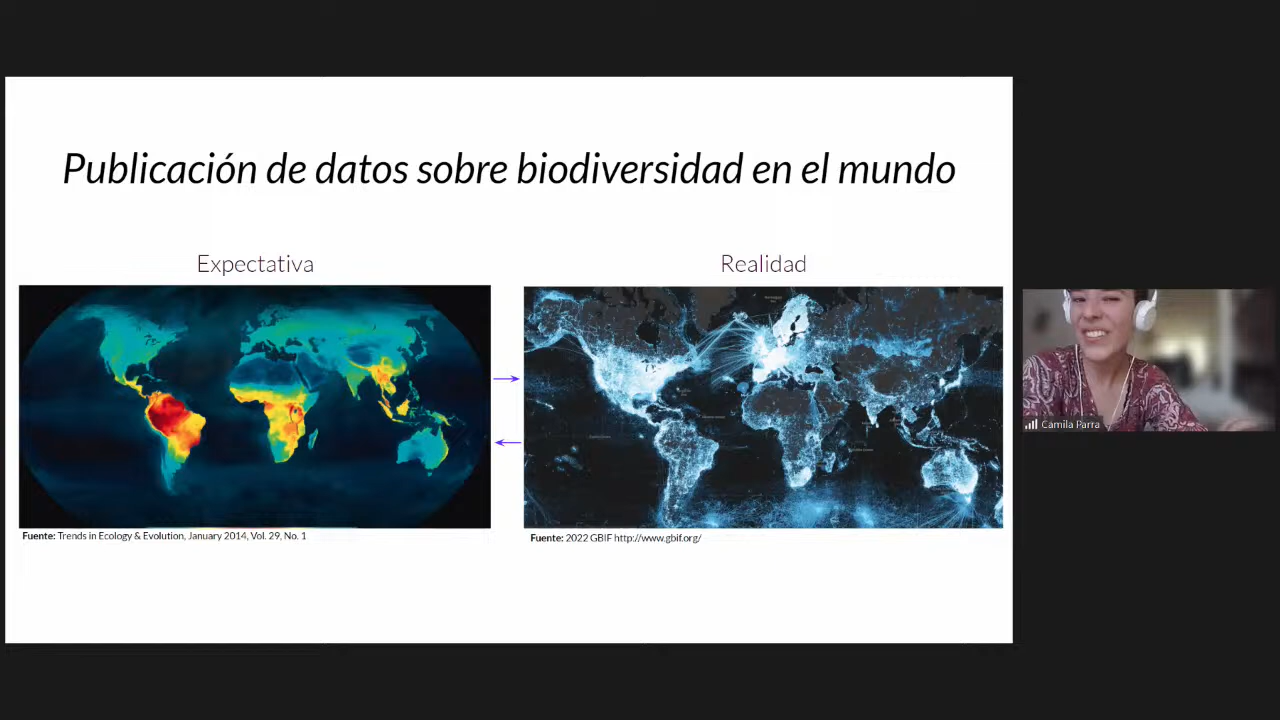 Publicación de datos sobre biodiversidad en el mundo
Expectativa
Realidad
Fuente: Trends in Ecology & Evolution, January 2014, Vol. 29, No. 1
Fuente: 2022 GBIF http://www.gbif.org/
Camila Parra